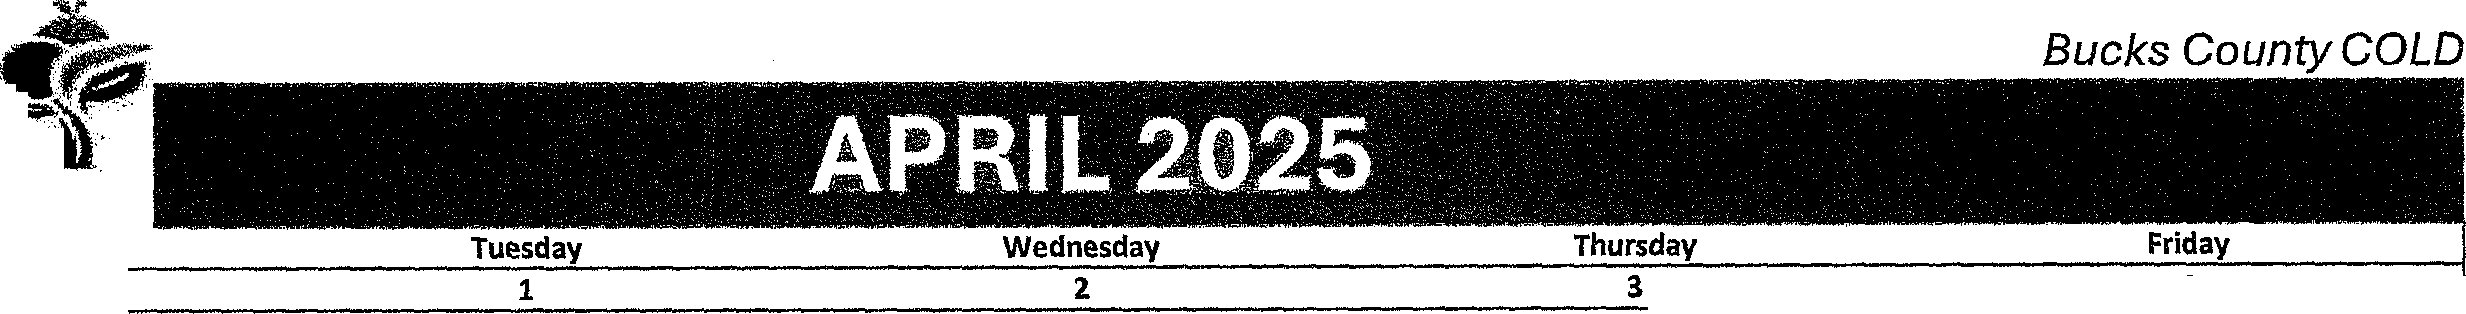 Bucks County COLD
APRIL 2025
Tuesday Wednesday Thursday Friday
1 2 3